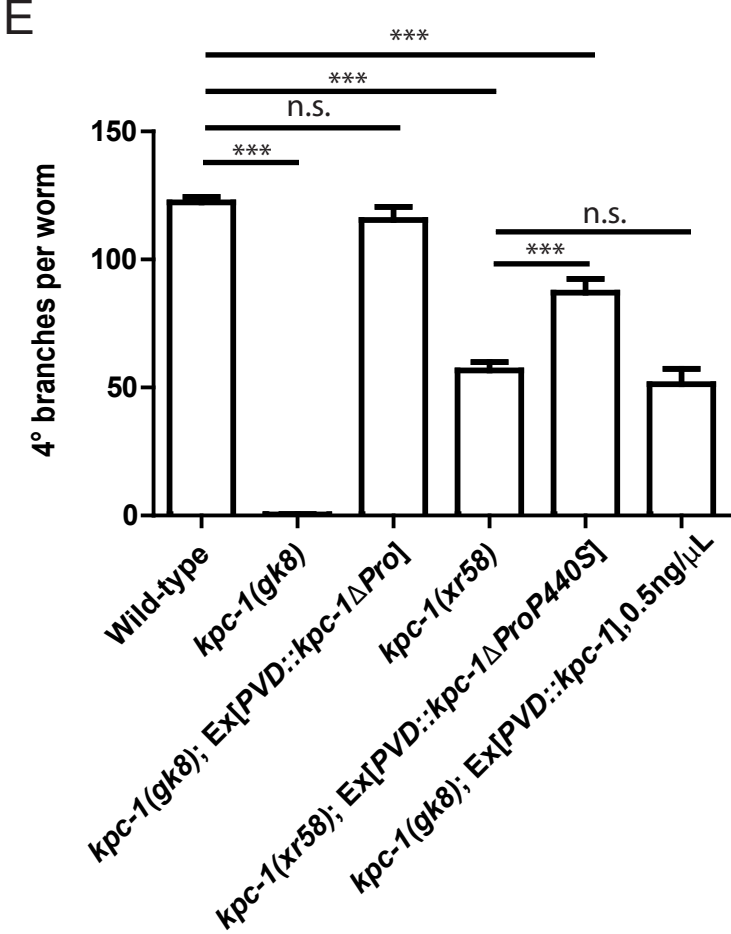 E
***
***
n.s.
***
n.s.
***
150
100
50
0
4° branches per worm
Wild-type
kpc-1(gk8)
kpc-1(gk8); Ex[PVD::kpc-1ΔPro]
kpc-1(xr58)
kpc-1(xr58); Ex[PVD::kpc-1ΔProP440S]
kpc-1(gk8); Ex[PVD::kpc-1],0.5ng/μL